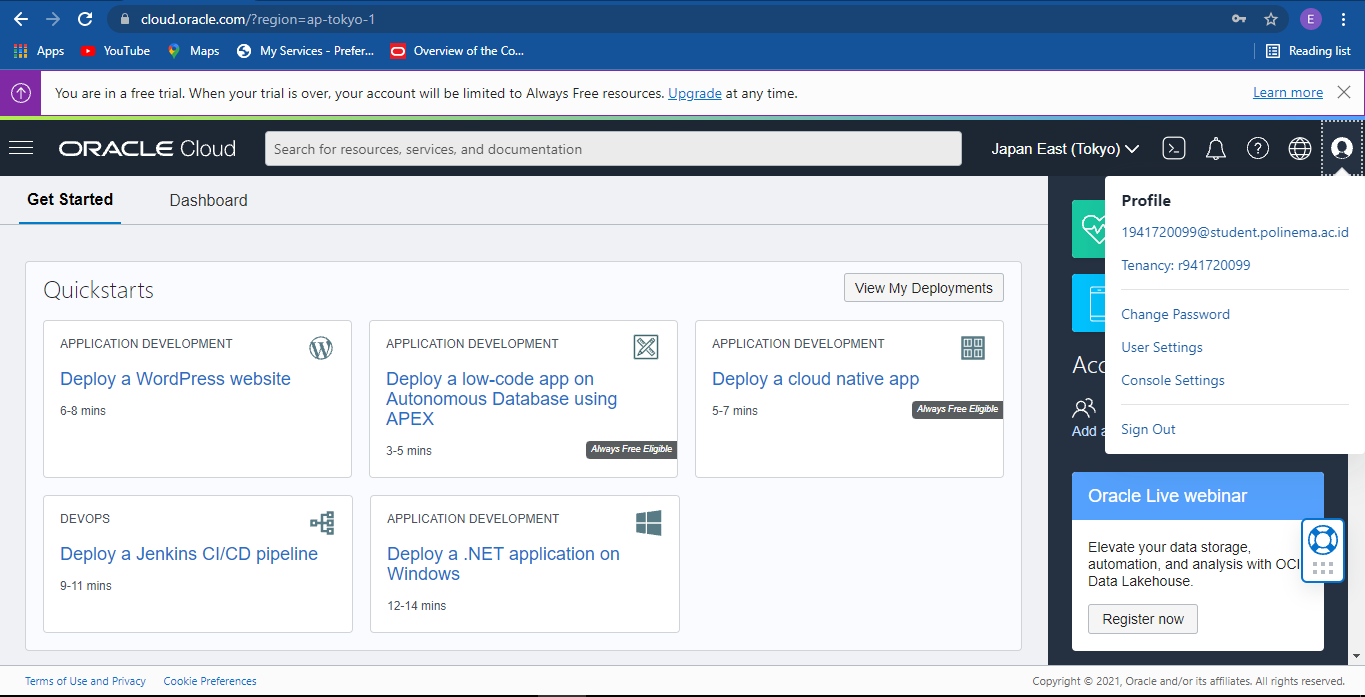 cloud.oracle.com/?region=ap-tokyo-1
E
Apps
YouTube
Maps
My Services - Prefer...
Overview of the Co...
Reading list
You are in a free trial. When your trial is over, your account will be limited to Always Free resources. Upgrade at any time.
Learn more
ORACLE Cloud
Search for resources, services, and documentation
Japan East (Tokyo)
Get Started
Dashboard
Profile
1941720099@student.polinema.ac.id
Tenancy: r941720099
Change Password
User Settings
Console Settings
Sign Out
Quickstarts
View My Deployments
APPLICATION DEVELOPMENT
Deploy a WordPress website
6-8 mins
APPLICATION DEVELOPMENT
Deploy a low-code app on
Autonomous Database using
APEX
3-5 mins
Always Free Eligible
APPLICATION DEVELOPMENT
Deploy a cloud native app
5-7 mins
Always Free Eligible
DEVOPS
Deploy a Jenkins CI/CD pipeline
9-11 mins
APPLICATION DEVELOPMENT
Deploy a .NET application on
Windows
12-14 mins
Acc
Add a
Oracle Live webinar
Elevate your data storage,
automation, and analysis with OCI
Data Lakehouse.
Register now
Terms of Use and Privacy
Cookie Preferences
Copyright © 2021, Oracle and/or its affiliates. All rights reserved.